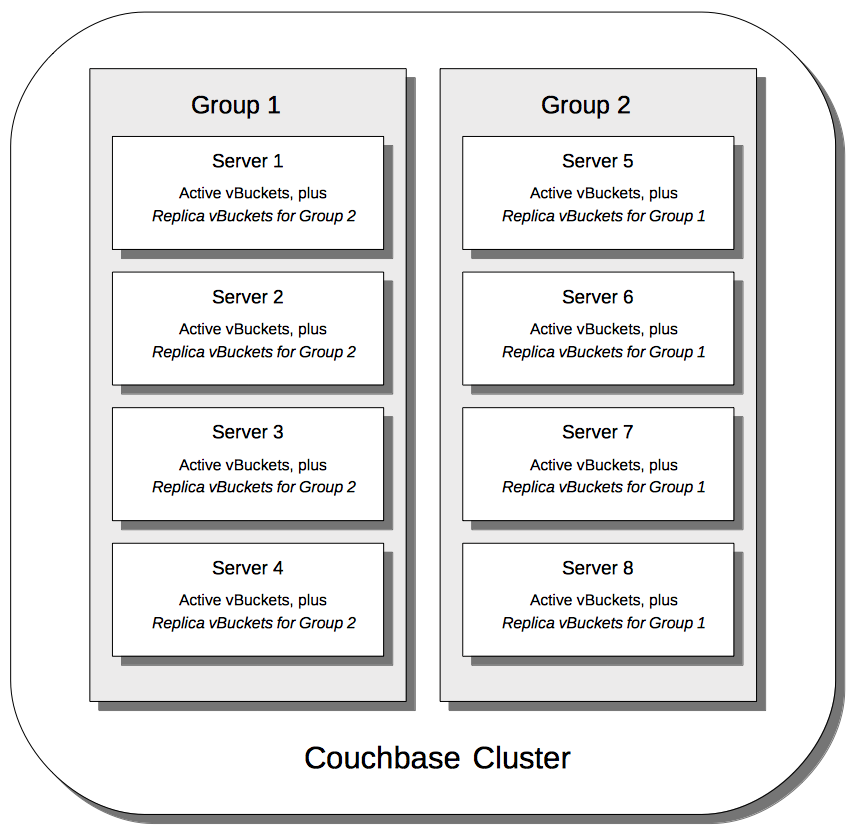 Group 1
Server 1
Active vBuckets, plus
Replica vBuckets for Group 2
Server 2
Active vBuckets, plus
Replica vBuckets for Group 2
Server 3
Active vBuckets, plus
Replica vBuckets for Group 2
Server 4
Active vBuckets, plus
Replica vBuckets for Group 2
Group 2
Server 5
Active vBuckets, plus
Replica vBuckets for Group 1
Server 6
Active vBuckets, plus
Replica vBuckets for Group 1
Server 7
Active vBuckets, plus
Replica vBuckets for Group 1
Server 8
Active vBuckets, plus
Replica vBuckets for Group 1
Couchbase Cluster